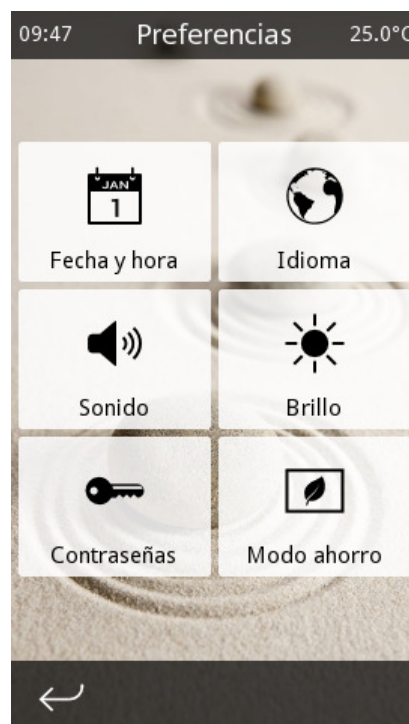 09:47 Preferencias 25.0°C
JAN
1
Fecha y hora Idioma
Sonido Brillo
Contraseñas Modo ahorro